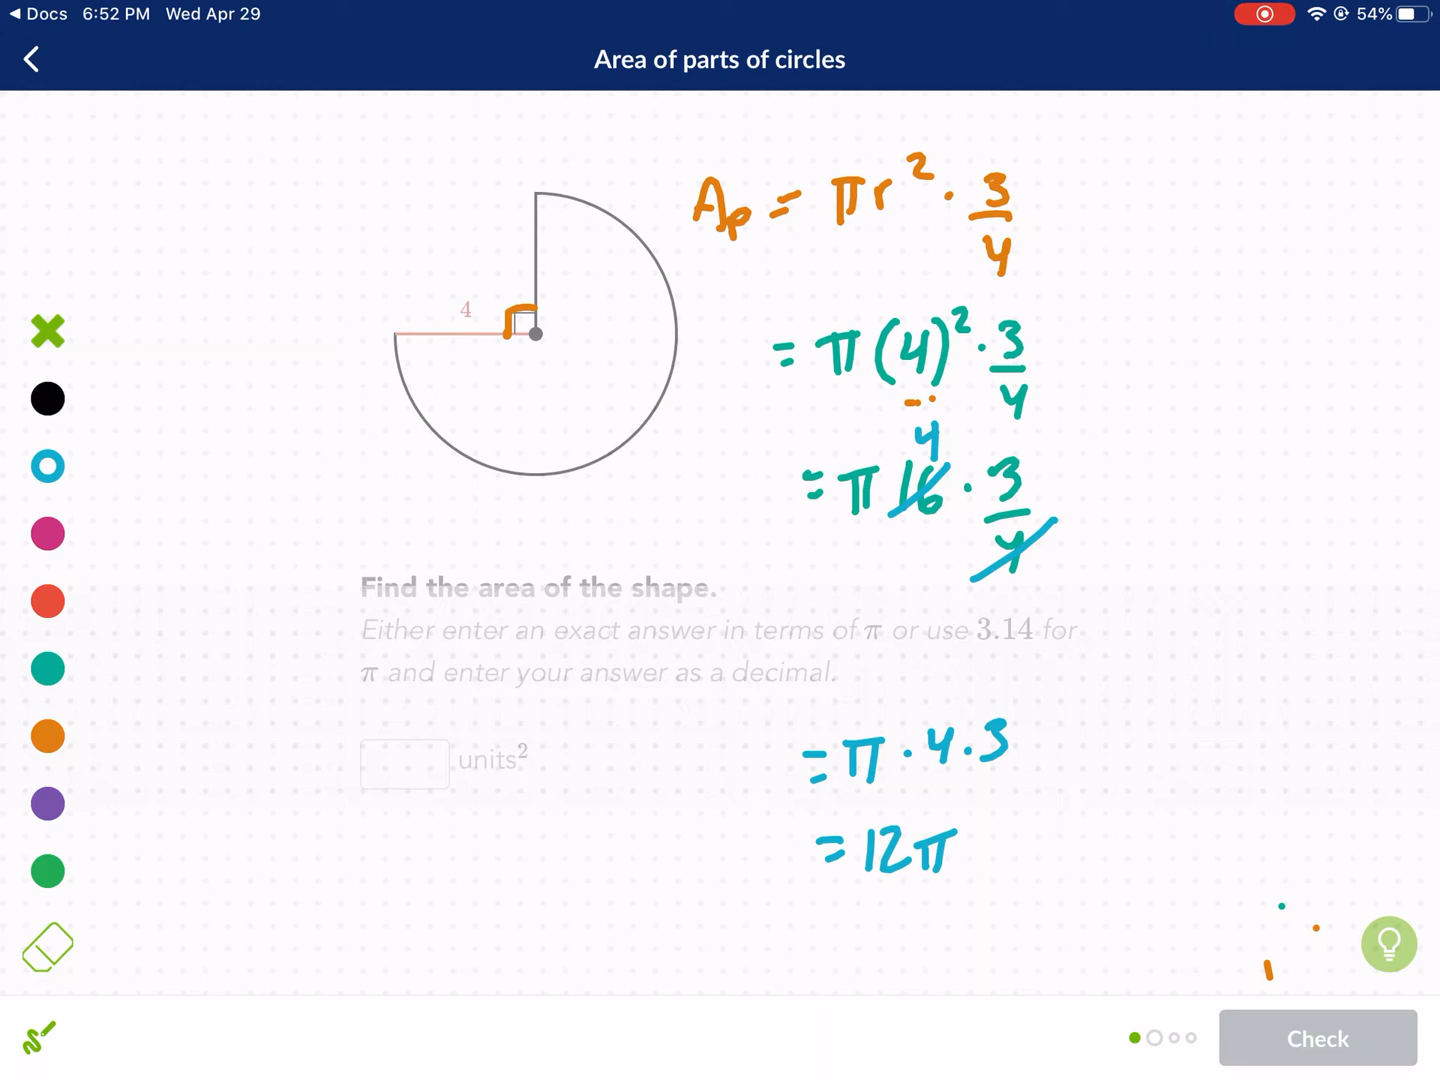 Docs 6:52 PM Wed Apr 29 54%
Area of parts of circles
A_p = πr² · 3/4
4
= π(4)² · 3/4
4
= π 16 · 3/4
Find the area of the shape.
Either enter an exact answer in terms of π or use 3.14 for
π and enter your answer as a decimal.
= π · 4 · 3
units²
= 12π
Check